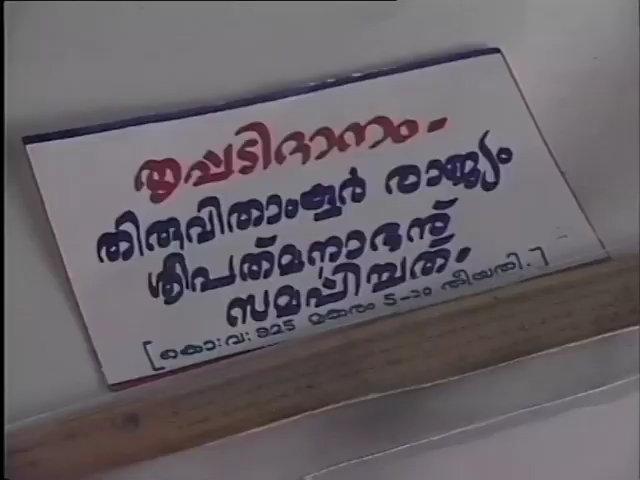 തൃപ്പടിദാനം.
തിരുവിതാംകൂർ രാജ്യം
ശ്രീപത്മനാഭനു്
സമർപ്പിച്ചത്.
[കൊ:വ: 925 മകരം 5-ാം തീയതി.]